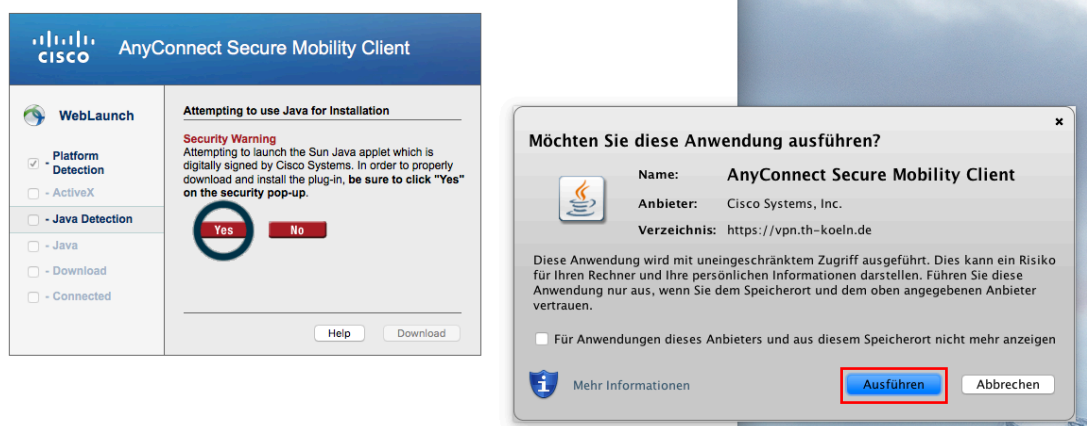 CISCO
AnyConnect Secure Mobility Client
WebLaunch
- Platform
Detection
- ActiveX
- Java Detection
- Java
- Download
- Connected
Attempting to use Java for Installation
Security Warning
Attempting to launch the Sun Java applet which is
digitally signed by Cisco Systems. In order to properly
download and install the plug-in, be sure to click "Yes"
on the security pop-up.
Yes
No
Help
Download
Möchten Sie diese Anwendung ausführen?
Name: AnyConnect Secure Mobility Client
Anbieter: Cisco Systems, Inc.
Verzeichnis: https://vpn.th-koeln.de
Diese Anwendung wird mit uneingeschränktem Zugriff ausgeführt. Dies kann ein Risiko
für Ihren Rechner und Ihre persönlichen Informationen darstellen. Führen Sie diese
Anwendung nur aus, wenn Sie dem Speicherort und dem oben angegebenen Anbieter
vertrauen.
Für Anwendungen dieses Anbieters und aus diesem Speicherort nicht mehr anzeigen
Mehr Informationen
Ausführen
Abbrechen